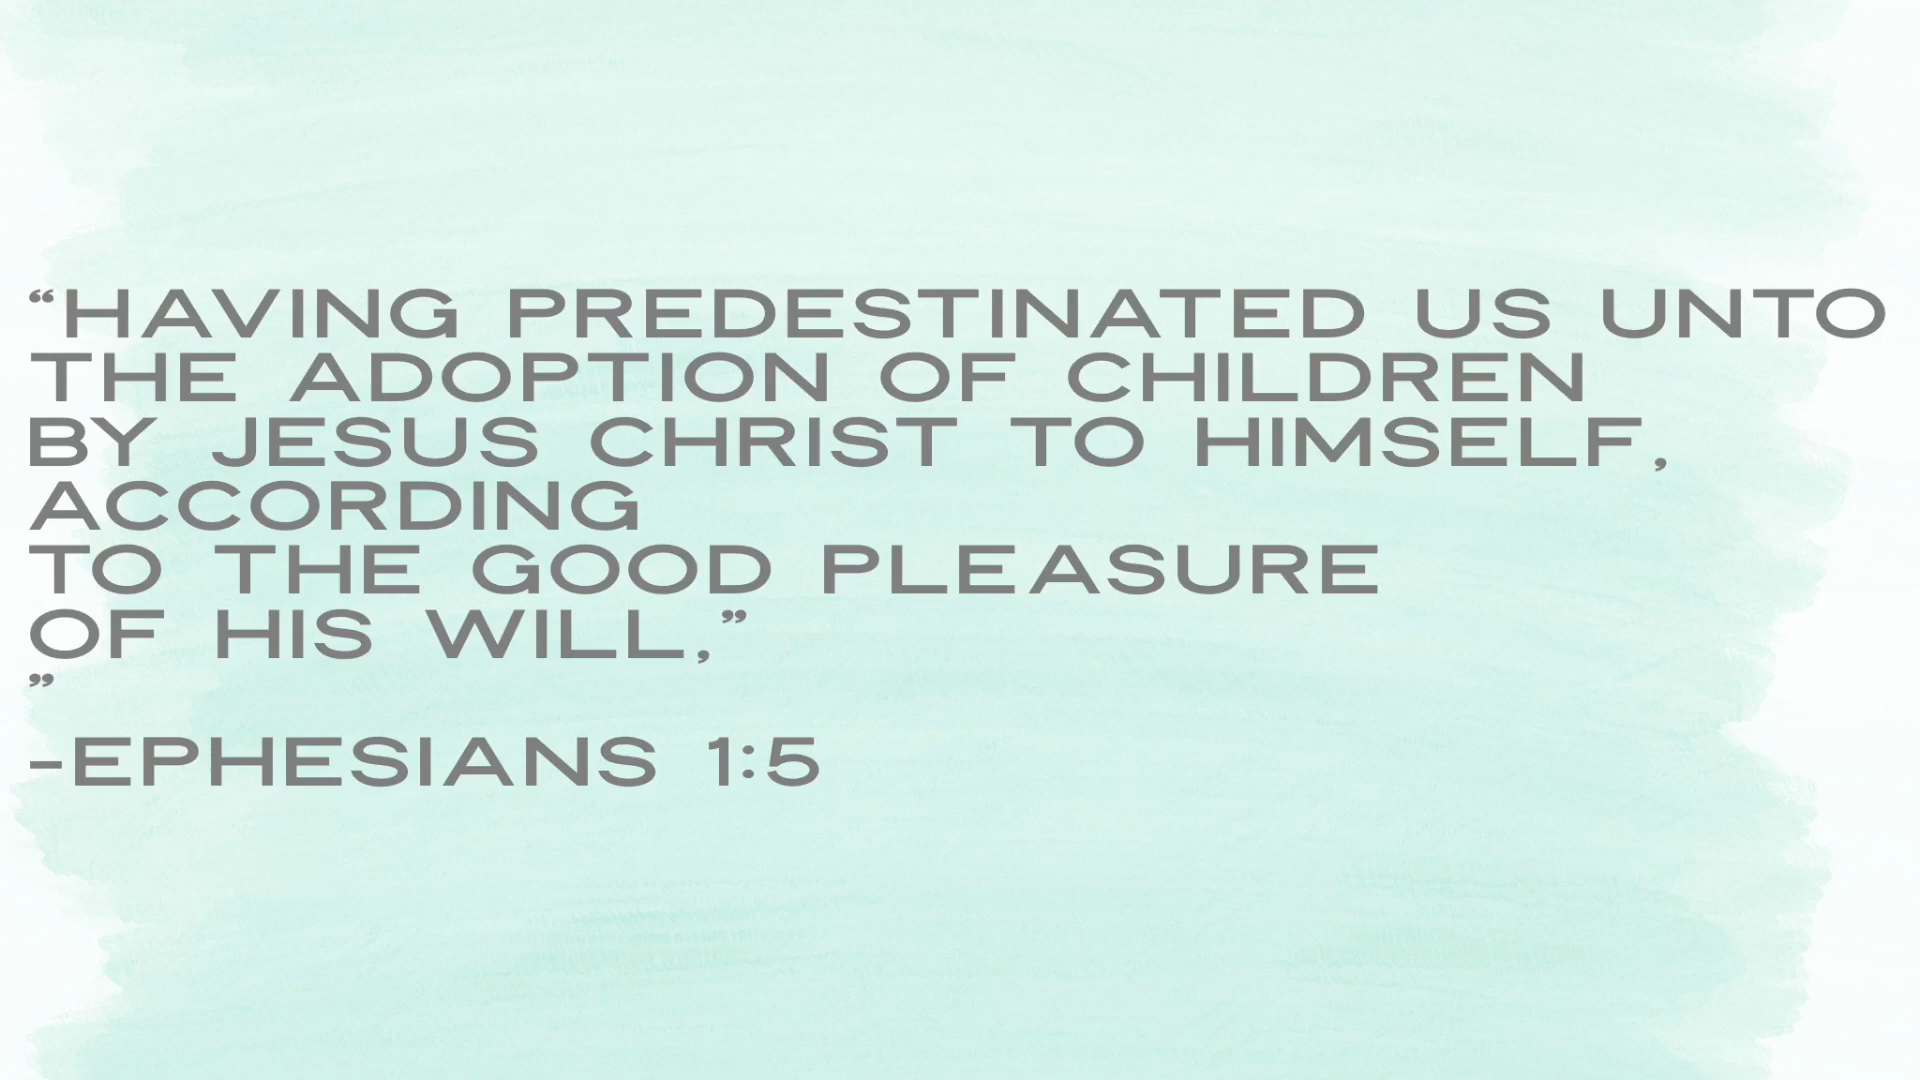 “HAVING PREDESTINATED US UNTO
THE ADOPTION OF CHILDREN
BY JESUS CHRIST TO HIMSELF,
ACCORDING
TO THE GOOD PLEASURE
OF HIS WILL,”
”
-EPHESIANS 1:5